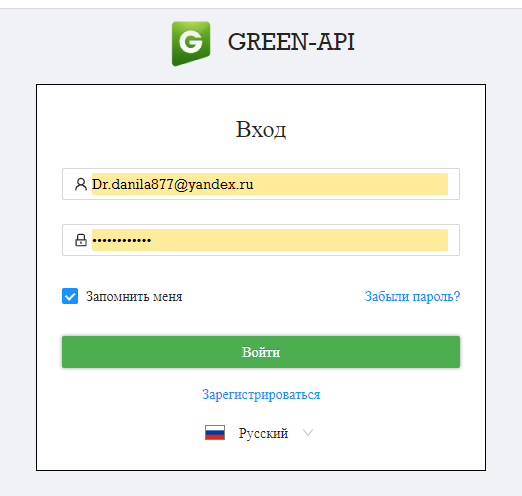 GREEN-API
Вход
Dr.danila877@yandex.ru
••••••••••••
Запомнить меня
Забыли пароль?
Войти
Зарегистрироваться
Русский